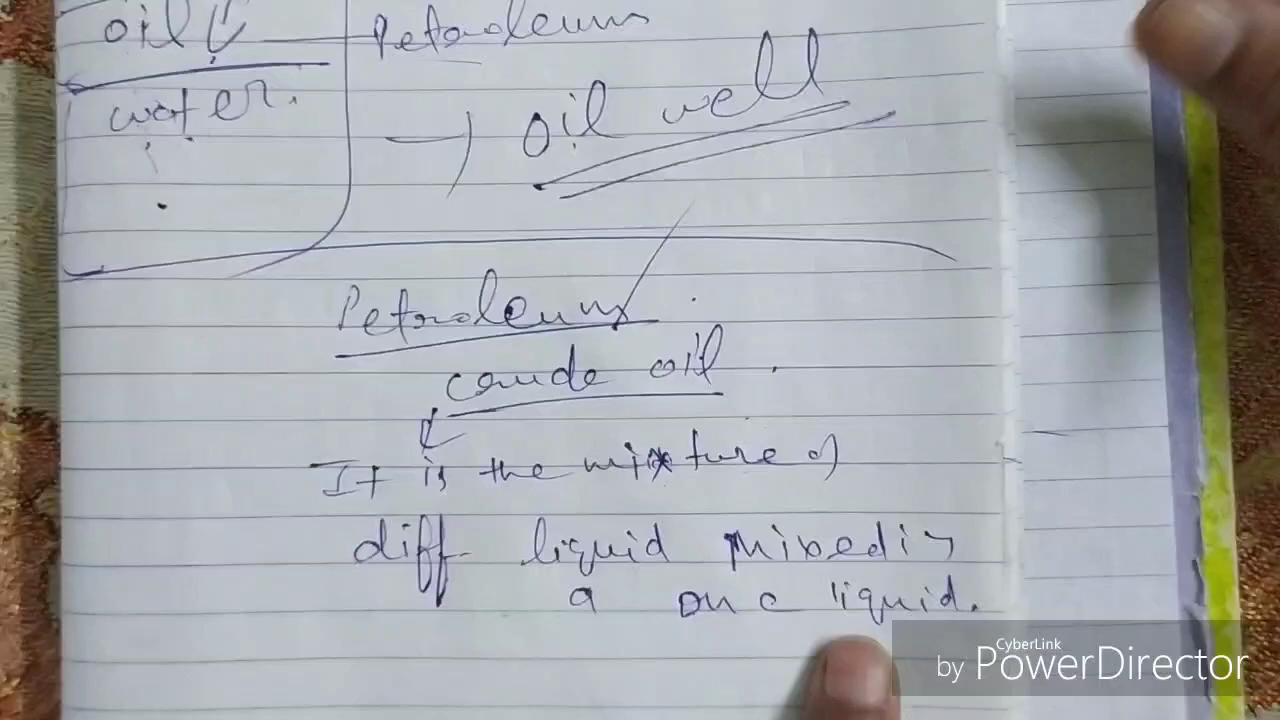 oil
Petroleum
water.
→ oil well
Petroleum
crude oil.
It is the mixture of
diff liquid mixed in
a one liquid.
CyberLink
by PowerDirector